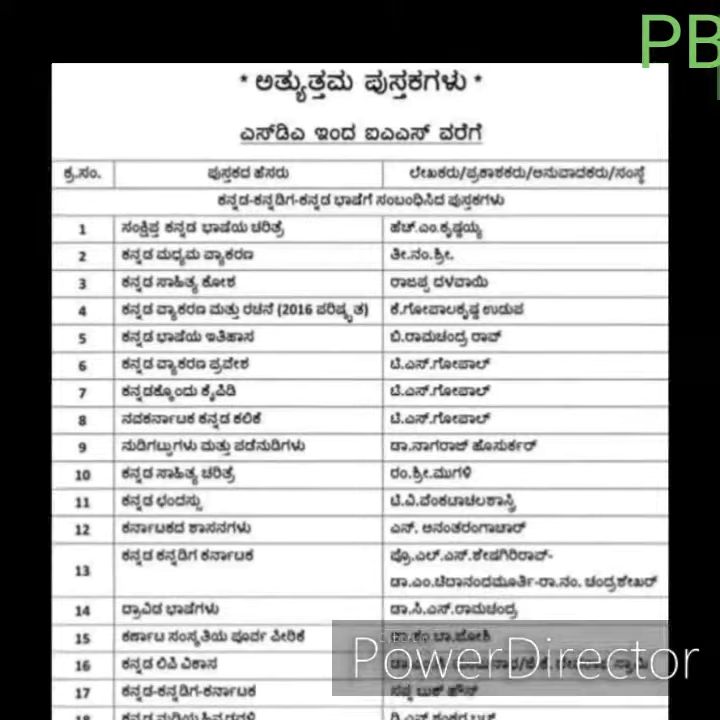 PB
* ಅತ್ಯುತ್ತಮ ಪುಸ್ತಕಗಳು *
ಎಸ್‌ಡಿಎ ಇಂದ ಐಎಎಸ್ ವರೆಗೆ
ಕ್ರ.ಸಂ. ಪುಸ್ತಕದ ಹೆಸರು ಲೇಖಕರು/ಪ್ರಕಾಶಕರು/ಅನುವಾದಕರು/ಸಂಸ್ಥೆ
ಕನ್ನಡ-ಕನ್ನಡಿಗ-ಕನ್ನಡ ಭಾಷೆಗೆ ಸಂಬಂಧಿಸಿದ ಪುಸ್ತಕಗಳು
1 ಸಂಕ್ಷಿಪ್ತ ಕನ್ನಡ ಭಾಷೆಯ ಚರಿತ್ರೆ ಹೆಚ್.ಎಂ.ಕೃಷ್ಣಯ್ಯ
2 ಕನ್ನಡ ಮಧ್ಯಮ ವ್ಯಾಕರಣ ತೀ.ನಂ.ಶ್ರೀ.
3 ಕನ್ನಡ ಸಾಹಿತ್ಯ ಕೋಶ ರಾಜಪ್ಪ ದಳವಾಯಿ
4 ಕನ್ನಡ ವ್ಯಾಕರಣ ಮತ್ತು ರಚನೆ (2016 ಪರಿಷ್ಕೃತ) ಕೆ.ಗೋಪಾಲಕೃಷ್ಣ ಉಡುಪ
5 ಕನ್ನಡ ಭಾಷೆಯ ಇತಿಹಾಸ ಬಿ.ರಾಮಚಂದ್ರ ರಾವ್
6 ಕನ್ನಡ ವ್ಯಾಕರಣ ಪ್ರವೇಶ ಟಿ.ಎಸ್.ಗೋಪಾಲ್
7 ಕನ್ನಡಕ್ಕೊಂದು ಕೈಪಿಡಿ ಟಿ.ಎಸ್.ಗೋಪಾಲ್
8 ನವಕರ್ನಾಟಕ ಕನ್ನಡ ಕಲಿಕೆ ಟಿ.ಎಸ್.ಗೋಪಾಲ್
9 ನುಡಿಗಟ್ಟುಗಳು ಮತ್ತು ಪಡೆನುಡಿಗಳು ಡಾ.ನಾಗರಾಜ್ ಹೊಸುರ್ಕರ್
10 ಕನ್ನಡ ಸಾಹಿತ್ಯ ಚರಿತ್ರೆ ರಂ.ಶ್ರೀ.ಮುಗಳಿ
11 ಕನ್ನಡ ಛಂದಸ್ಸು ಟಿ.ವಿ.ವೆಂಕಟಾಚಲಶಾಸ್ತ್ರಿ
12 ಕರ್ನಾಟಕದ ಶಾಸನಗಳು ಎಸ್. ಅನಂತರಂಗಾಚಾರ್
13 ಕನ್ನಡ ಕನ್ನಡಿಗ ಕರ್ನಾಟಕ ಪ್ರೊ.ಎಲ್.ಎಸ್.ಶೇಷಗಿರಿರಾವ್-
ಡಾ.ಎಂ.ಚಿದಾನಂದಮೂರ್ತಿ-ರಾ.ನಂ. ಚಂದ್ರಶೇಖರ್
14 ದ್ರಾವಿಡ ಭಾಷೆಗಳು ಡಾ.ಸಿ.ಎಸ್.ರಾಮಚಂದ್ರ
15 ಕರ್ಣಾಟ ಸಂಸ್ಕೃತಿಯ ಪೂರ್ವ ಪೀಠಿಕೆ ಡಾ.ಶಂ.ಬಾ.ಜೋಶಿ
16 ಕನ್ನಡ ಲಿಪಿ ವಿಕಾಸ
17 ಕನ್ನಡ-ಕನ್ನಡಿಗ-ಕರ್ನಾಟಕ ಸಪ್ನ ಬುಕ್ ಹೌಸ್
PowerDirector